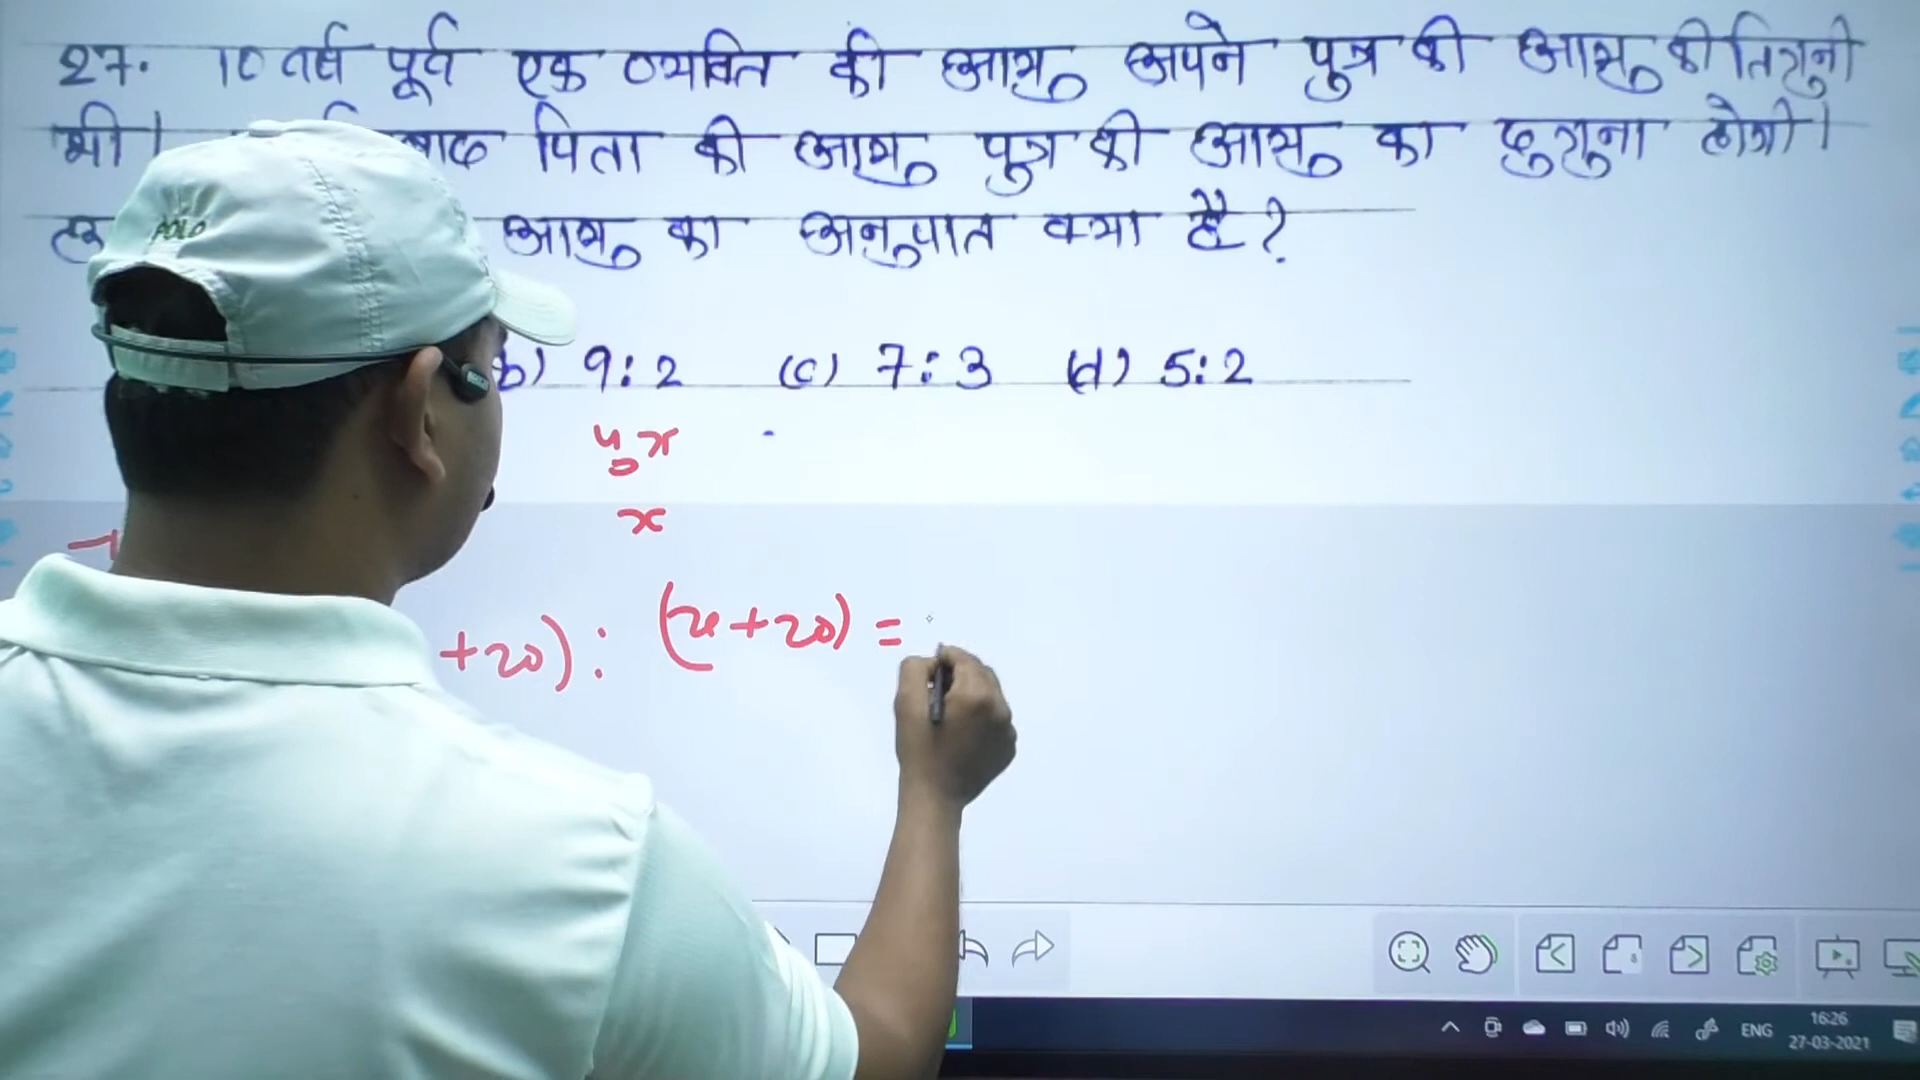 27. 10 वर्ष पूर्व एक व्यक्ति की आयु अपने पुत्र की आयु की तिगुनी
थी। बाद पिता की आयु पुत्र की आयु का दुगुना होगी।
आयु का अनुपात क्या है?
b) 9:2 (c) 7:3 (d) 5:2
x
x
+20) : (x+20) =
POLO
ENG
16:26
27-03-2021